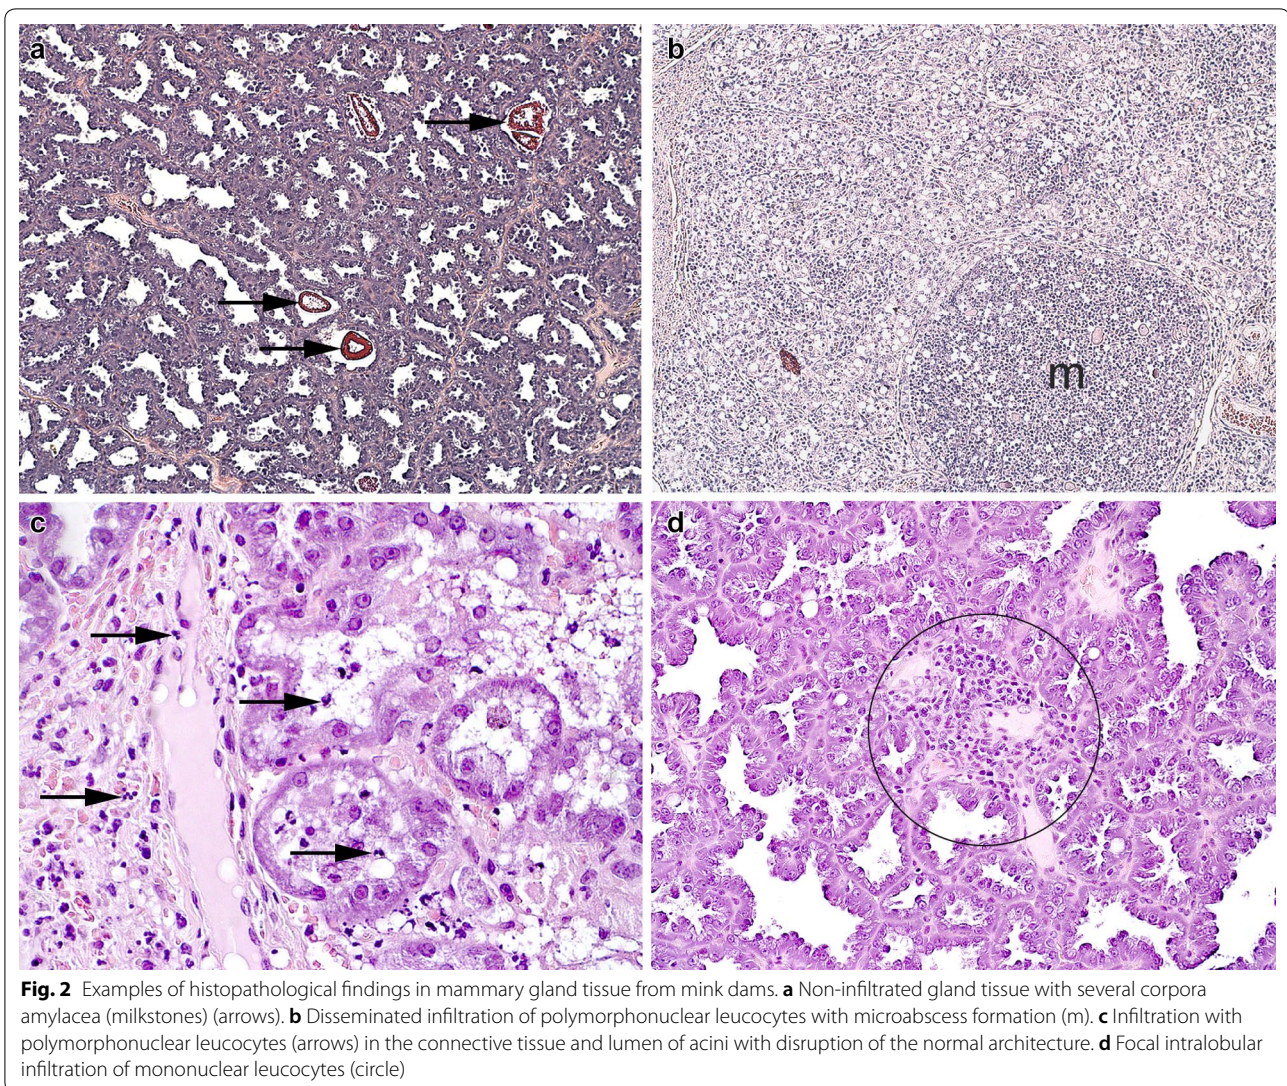 a
b
m
c
d
Fig. 2 Examples of histopathological findings in mammary gland tissue from mink dams. a Non-infiltrated gland tissue with several corpora
amylacea (milkstones) (arrows). b Disseminated infiltration of polymorphonuclear leucocytes with microabscess formation (m). c Infiltration with
polymorphonuclear leucocytes (arrows) in the connective tissue and lumen of acini with disruption of the normal architecture. d Focal intralobular
infiltration of mononuclear leucocytes (circle)